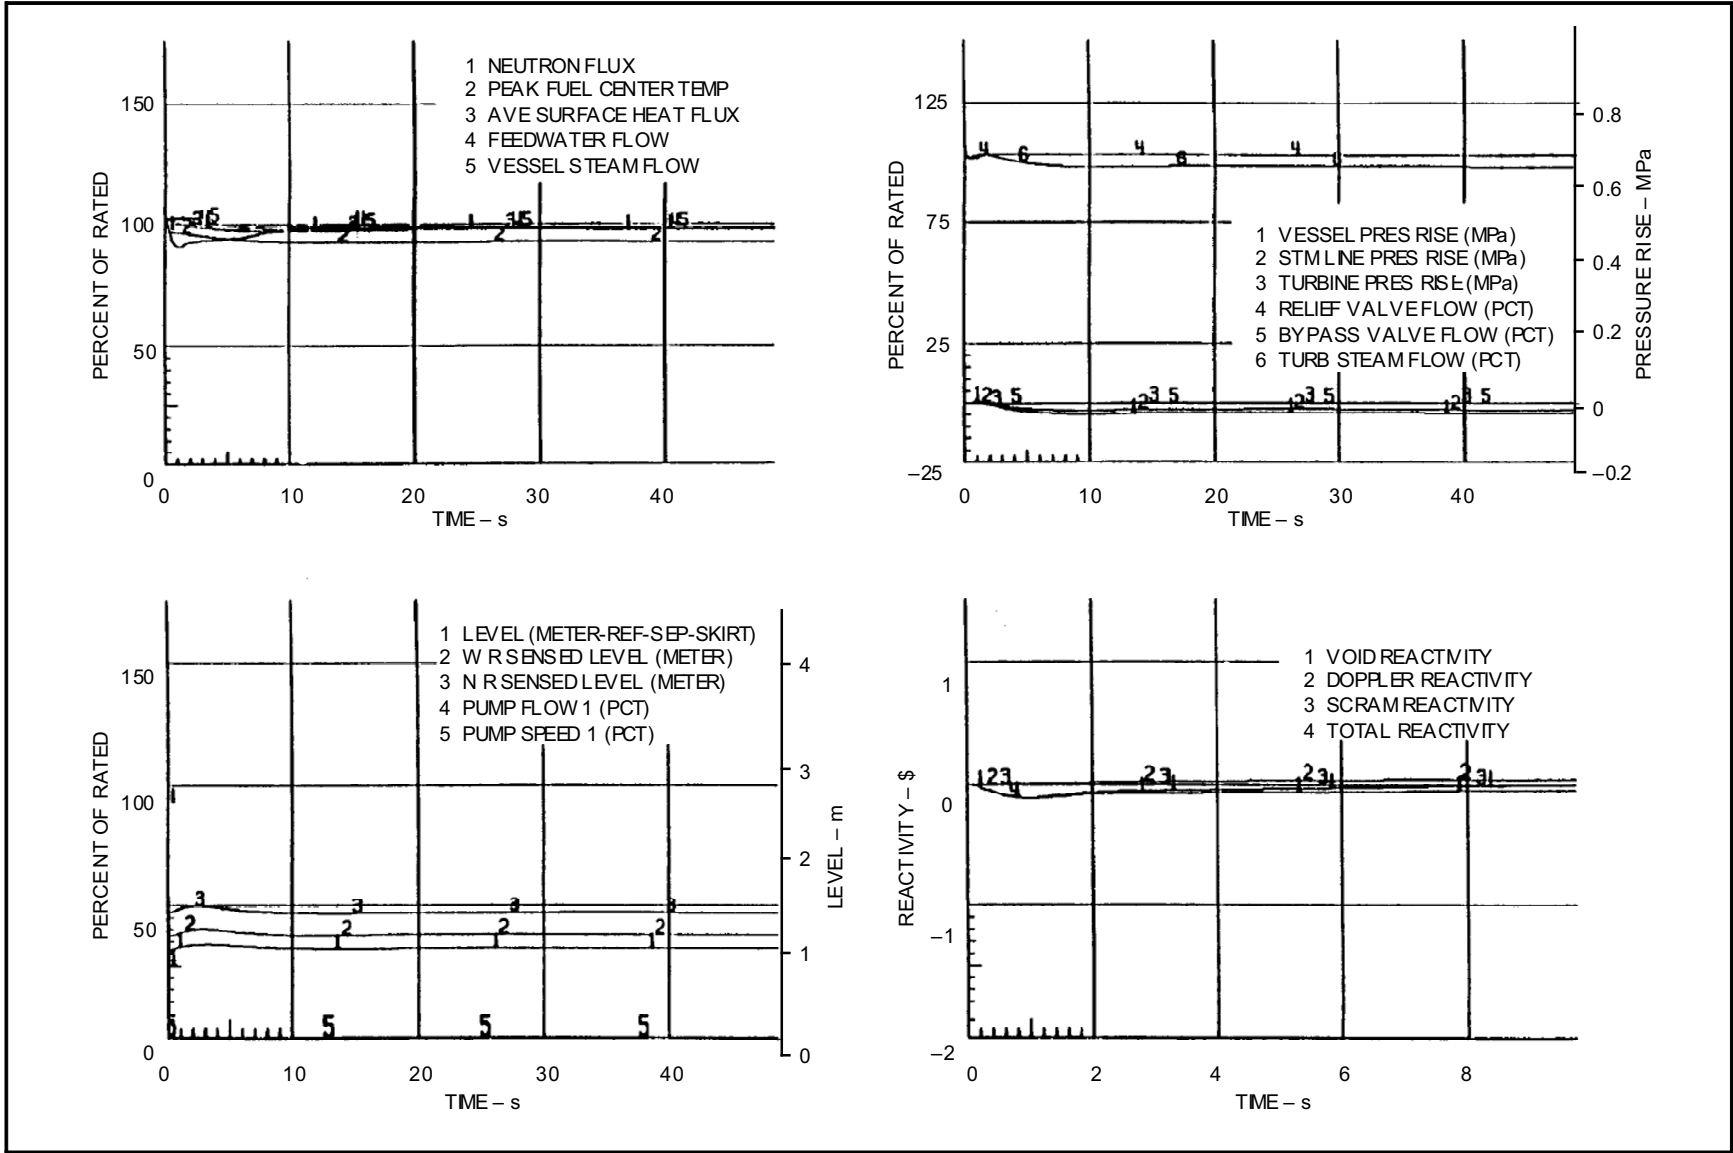 1 NEUTRON FLUX
2 PEAK FUEL CENTER TEMP
3 AVE SURFACE HEAT FLUX
4 FEEDWATER FLOW
5 VESSEL STEAM FLOW
PERCENT OF RATED
150
100
50
0
0 10 20 30 40
TIME – s
1 VESSEL PRES RISE (MPa)
2 STM LINE PRES RISE (MPa)
3 TURBINE PRES RISE (MPa)
4 RELIEF VALVE FLOW (PCT)
5 BYPASS VALVE FLOW (PCT)
6 TURB STEAM FLOW (PCT)
PERCENT OF RATED
125
75
25
–25
0 10 20 30 40
TIME – s
0.8
0.6
0.4
0.2
0
–0.2
PRESSURE RISE – MPa
1 LEVEL (METER-REF-SEP-SKIRT)
2 W R SENSED LEVEL (METER)
3 N R SENSED LEVEL (METER)
4 PUMP FLOW 1 (PCT)
5 PUMP SPEED 1 (PCT)
PERCENT OF RATED
150
100
50
0
0 10 20 30 40
TIME – s
4
3
2
1
0
LEVEL – m
1 VOID REACTIVITY
2 DOPPLER REACTIVITY
3 SCRAM REACTIVITY
4 TOTAL REACTIVITY
REACTIVITY – $
1
0
–1
–2
0 2 4 6 8
TIME – s